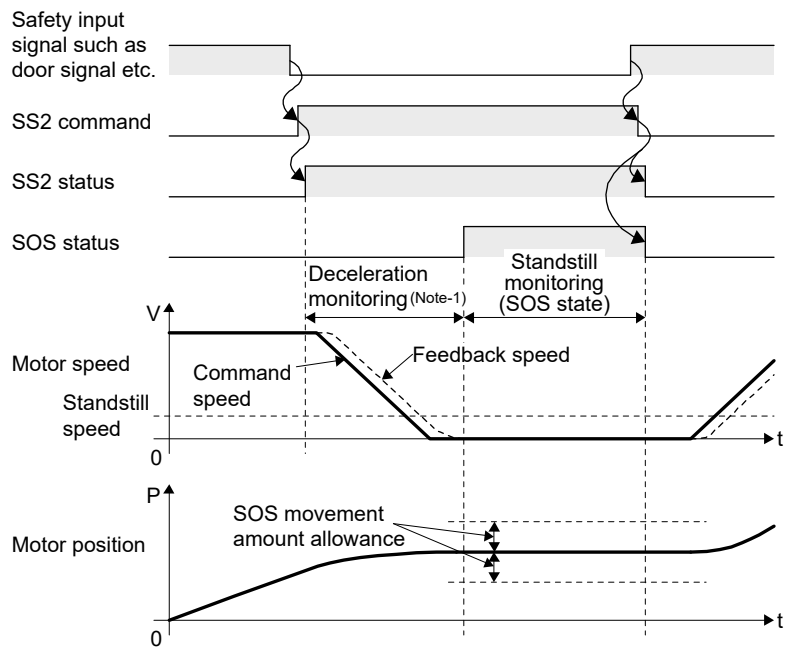 Safety input
signal such as
door signal etc.
SS2 command
SS2 status
SOS status
Deceleration
monitoring(Note-1)
Standstill
monitoring
(SOS state)
V
Motor speed
Command
speed
Feedback speed
Standstill
speed
0
t
P
SOS movement
amount allowance
Motor position
0
t